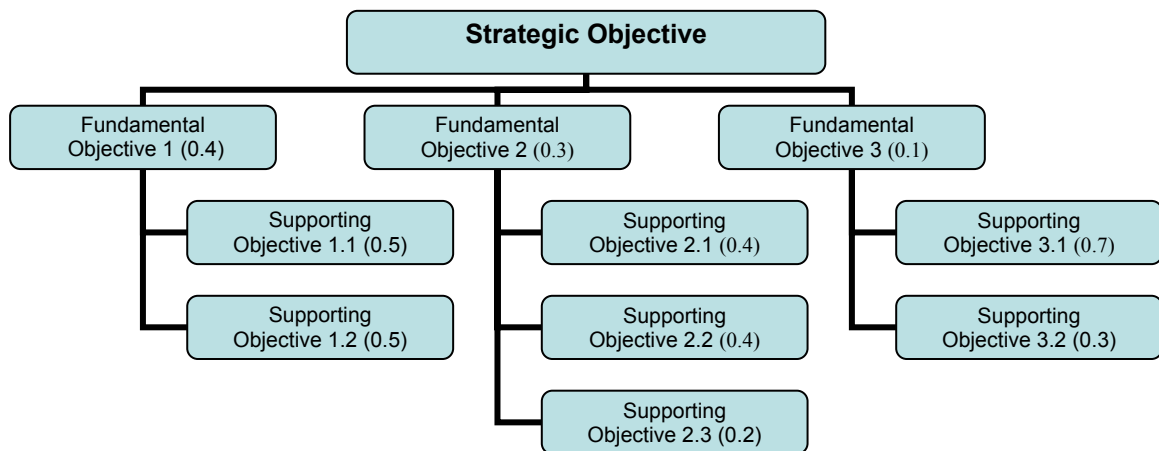 Strategic Objective
Fundamental
Objective 1 (0.4)
Fundamental
Objective 2 (0.3)
Fundamental
Objective 3 (0.1)
Supporting
Objective 1.1 (0.5)
Supporting
Objective 2.1 (0.4)
Supporting
Objective 3.1 (0.7)
Supporting
Objective 1.2 (0.5)
Supporting
Objective 2.2 (0.4)
Supporting
Objective 3.2 (0.3)
Supporting
Objective 2.3 (0.2)